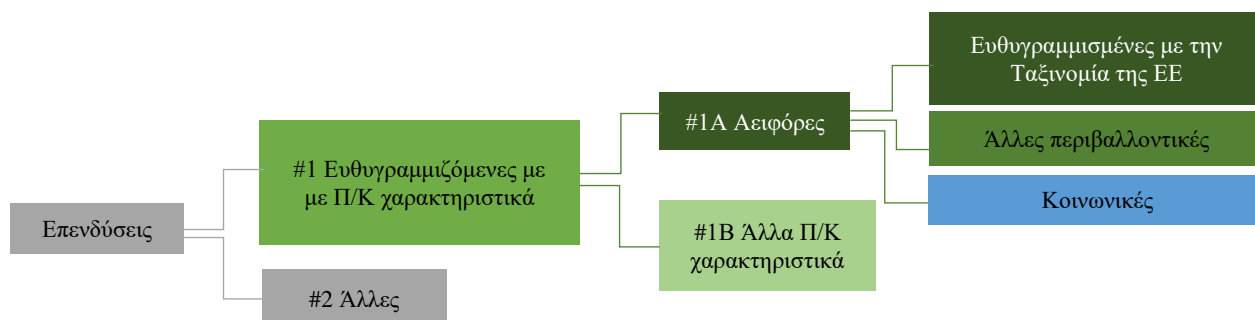 Επενδύσεις
#1 Ευθυγραμμιζόμενες με
με Π/Κ χαρακτηριστικά
#2 Άλλες
#1Α Αειφόρες
#1Β Άλλα Π/Κ
χαρακτηριστικά
Ευθυγραμμισμένες με την
Ταξινομία της ΕΕ
Άλλες περιβαλλοντικές
Κοινωνικές